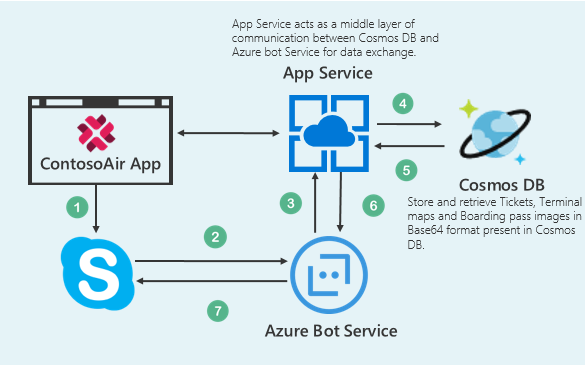 App Service acts as a middle layer of
communication between Cosmos DB and
Azure bot Service for data exchange.
App Service
4
ContosoAir App
5
Cosmos DB
Store and retrieve Tickets, Terminal
maps and Boarding pass images in
Base64 format present in Cosmos
DB.
1
3
6
2
S
7
Azure Bot Service